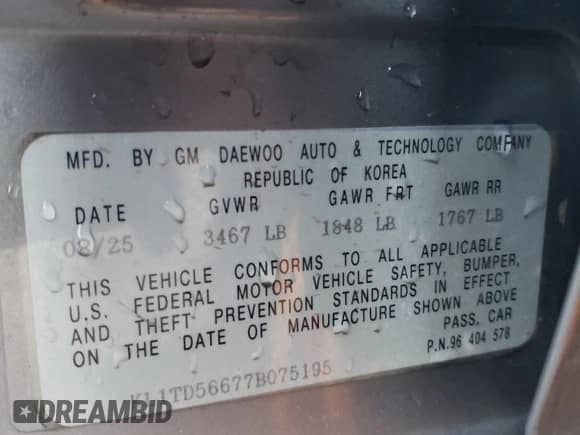 MFD. BY GM DAEWOO AUTO & TECHNOLOGY COMPANY
REPUBLIC OF KOREA
DATE GVWR GAWR FRT GAWR RR
08/25 3467 LB 1848 LB 1767 LB
THIS VEHICLE CONFORMS TO ALL APPLICABLE
U.S. FEDERAL MOTOR VEHICLE SAFETY, BUMPER,
AND THEFT PREVENTION STANDARDS IN EFFECT
ON THE DATE OF MANUFACTURE SHOWN ABOVE
PASS, CAR
P.N.96 404 578
KL1TD56677B075195
DREAMBID